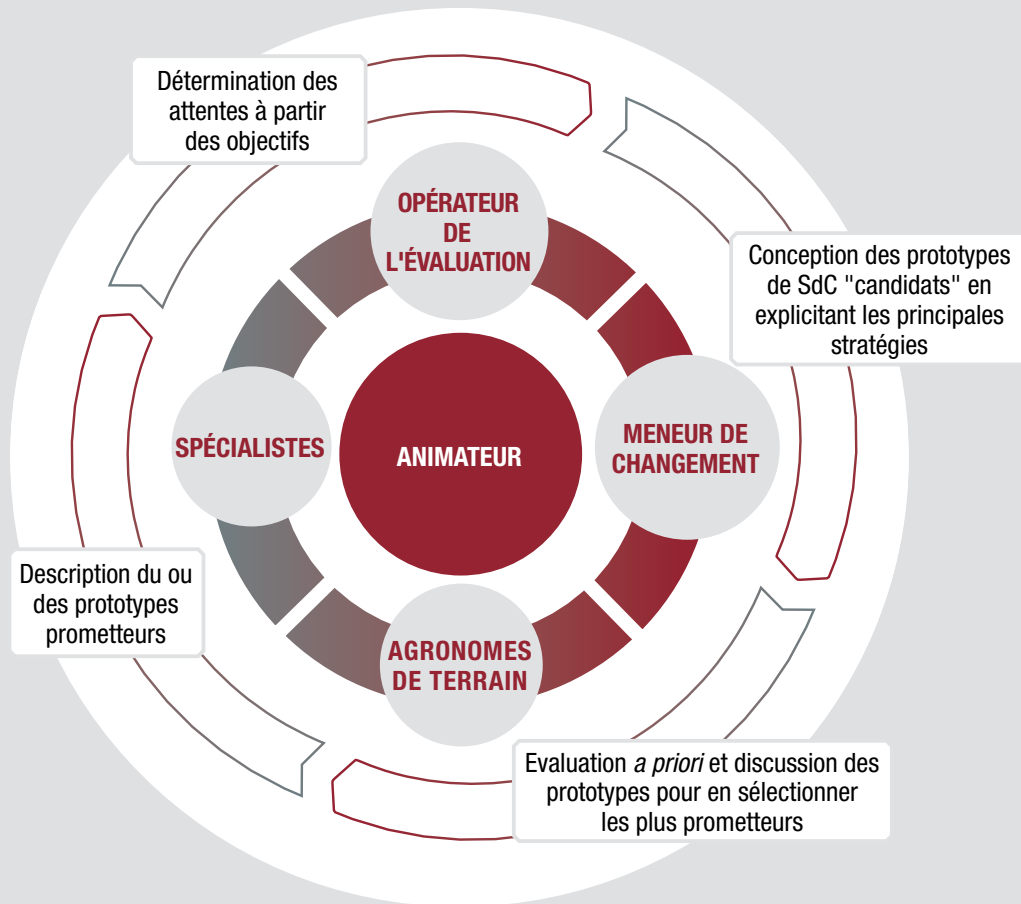 Détermination des
attentes à partir
des objectifs
OPÉRATEUR
DE
L'ÉVALUATION
Conception des prototypes
de SdC "candidats" en
explicitant les principales
stratégies
SPÉCIALISTES
ANIMATEUR
MENEUR DE
CHANGEMENT
Description du ou
des prototypes
prometteurs
AGRONOMES
DE TERRAIN
Evaluation a priori et discussion des
prototypes pour en sélectionner
les plus prometteurs